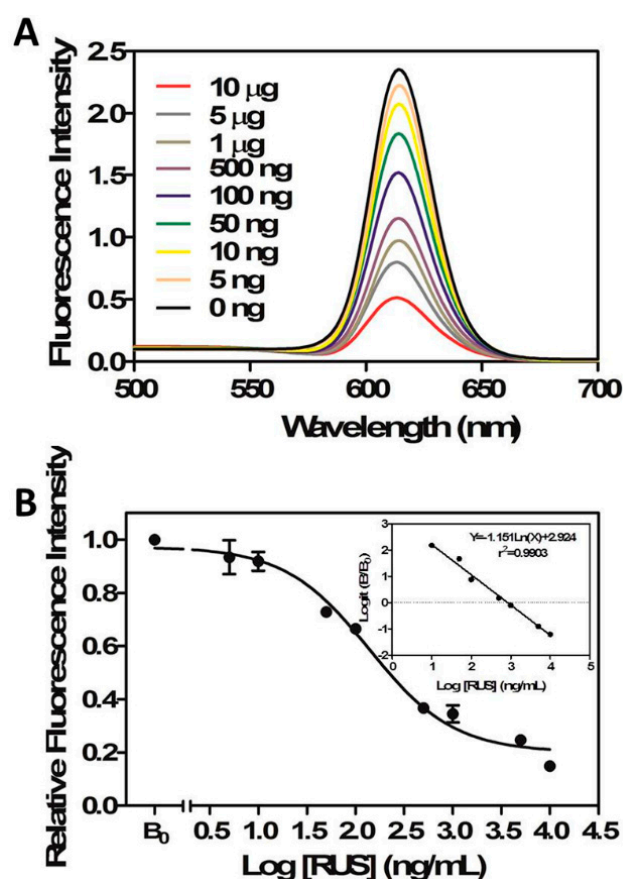 A
Fluorescence Intensity
2.5
2.0
1.5
1.0
0.5
0.0
10 μg
5 μg
1 μg
500 ng
100 ng
50 ng
10 ng
5 ng
0 ng
500 550 600 650 700
Wavelength (nm)
B
Relative Fluorescence Intensity
1.0
0.8
0.6
0.4
0.2
0.0
B₀ 0.5 1.0 1.5 2.0 2.5 3.0 3.5 4.0 4.5
Log [RUS] (ng/mL)
Logit (B/B₀)
3
2
1
0
-1
-2
Y=-1.151Ln(X)+2.924
r²=0.9903
0 1 2 3 4 5
Log [RUS] (ng/mL)